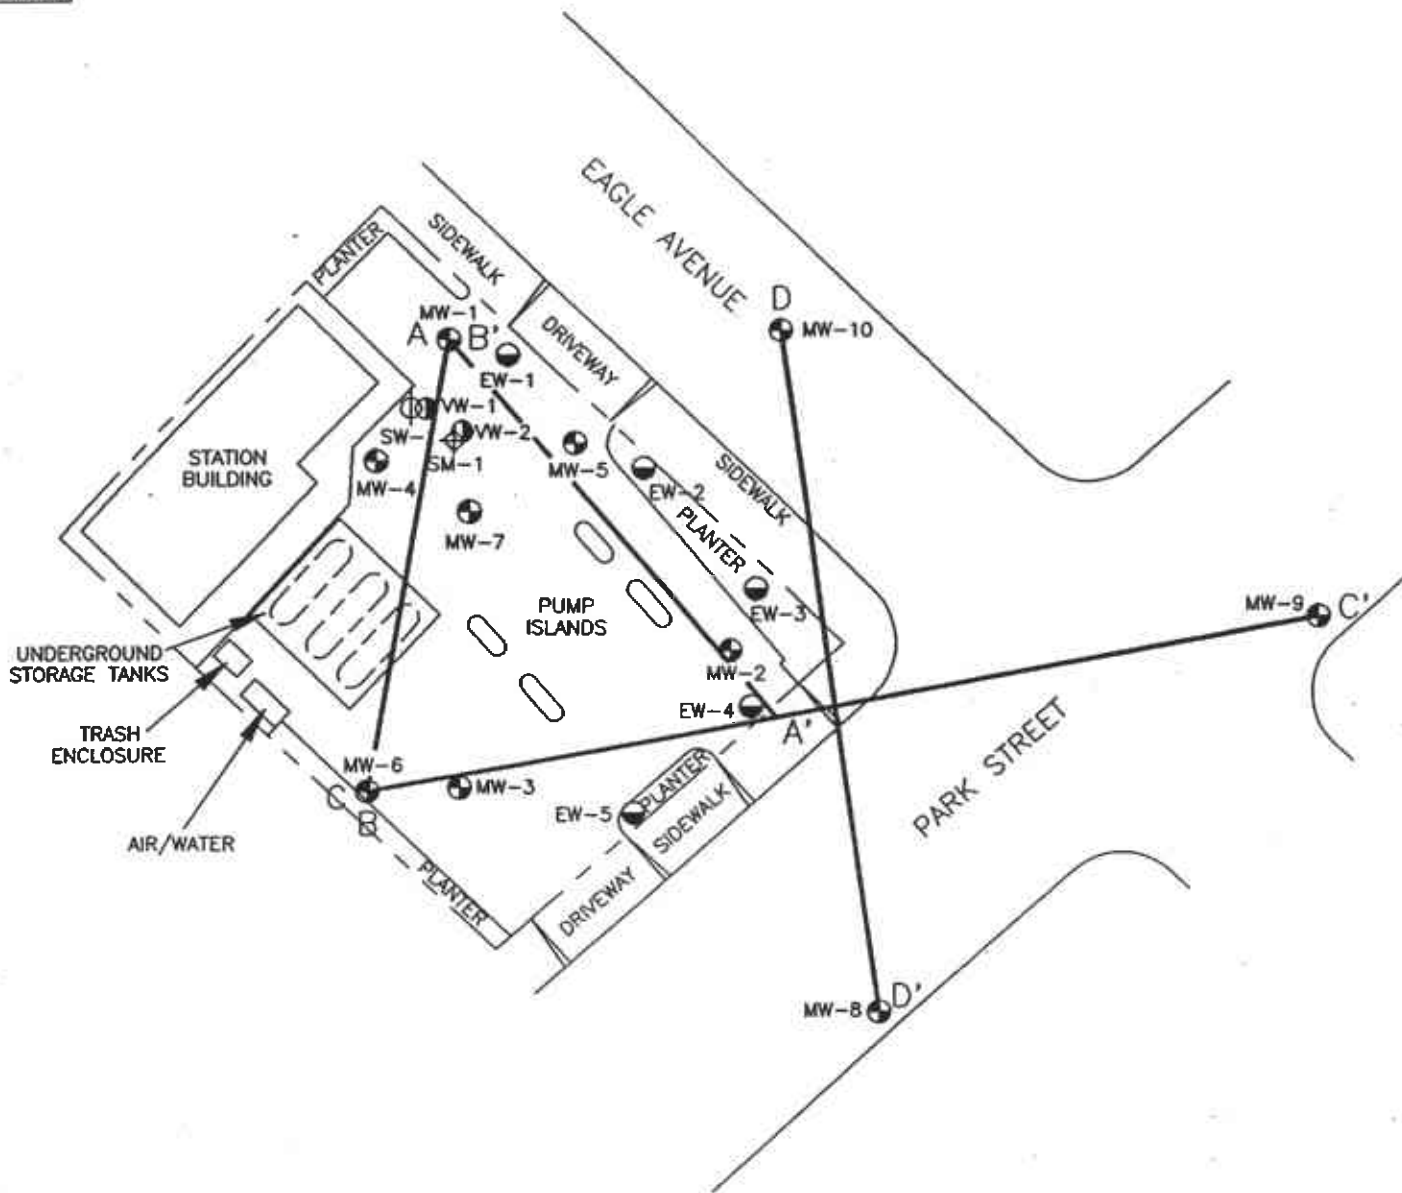 EAGLE AVENUE
SIDEWALK
PLANTER
D
MW-10
MW-1
A
B'
DRIVEWAY
EW-1
VW-1
SW-
VW-2
SM-1
MW-5
MW-4
EW-2
SIDEWALK
STATION
BUILDING
MW-7
PLANTER
EW-3
PUMP
ISLANDS
MW-9
C'
UNDERGROUND
STORAGE TANKS
MW-2
EW-4
A'
TRASH
ENCLOSURE
PARK STREET
MW-6
MW-3
C
B
PLANTER
EW-5
SIDEWALK
AIR/WATER
PLANTER
DRIVEWAY
MW-8
D'